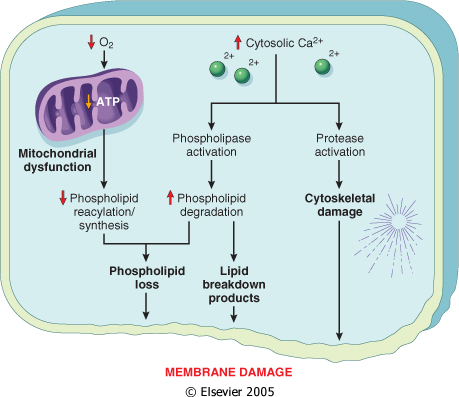 O₂
Cytosolic Ca²⁺
2+
2+
2+
ATP
Mitochondrial
dysfunction
Phospholipase
activation
Protease
activation
Phospholipid
reacylation/
synthesis
Phospholipid
degradation
Cytoskeletal
damage
Phospholipid
loss
Lipid
breakdown
products
MEMBRANE DAMAGE
© Elsevier 2005